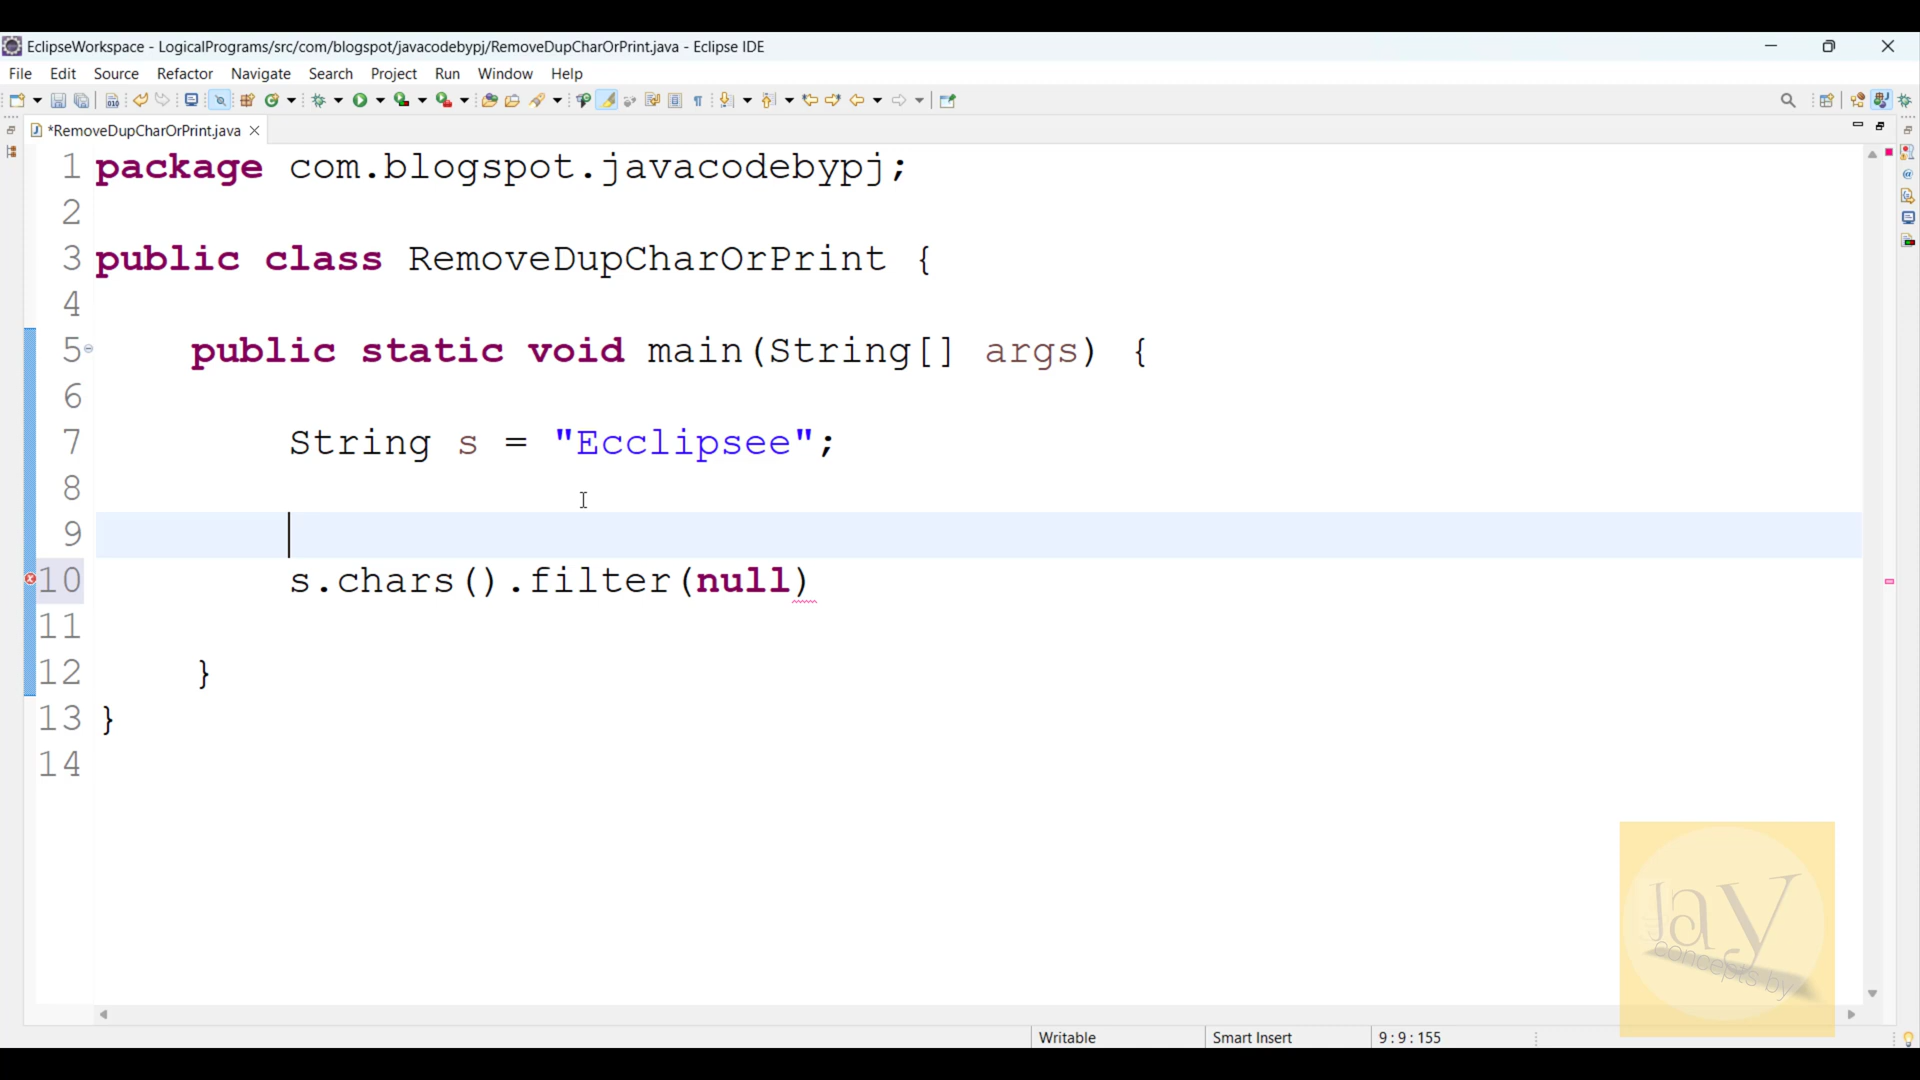 EclipseWorkspace - LogicalPrograms/src/com/blogspot/javacodebypj/RemoveDupCharOrPrint.java - Eclipse IDE
File Edit Source Refactor Navigate Search Project Run Window Help
*RemoveDupCharOrPrint.java
1 package com.blogspot.javacodebypj;
2
3 public class RemoveDupCharOrPrint {
4
5 public static void main(String[] args) {
6
7 String s = "Ecclipsee";
8
9
10 s.chars().filter(null)
11
12 }
13 }
14
Jay
concepts by
Writable Smart Insert 9 : 9 : 155